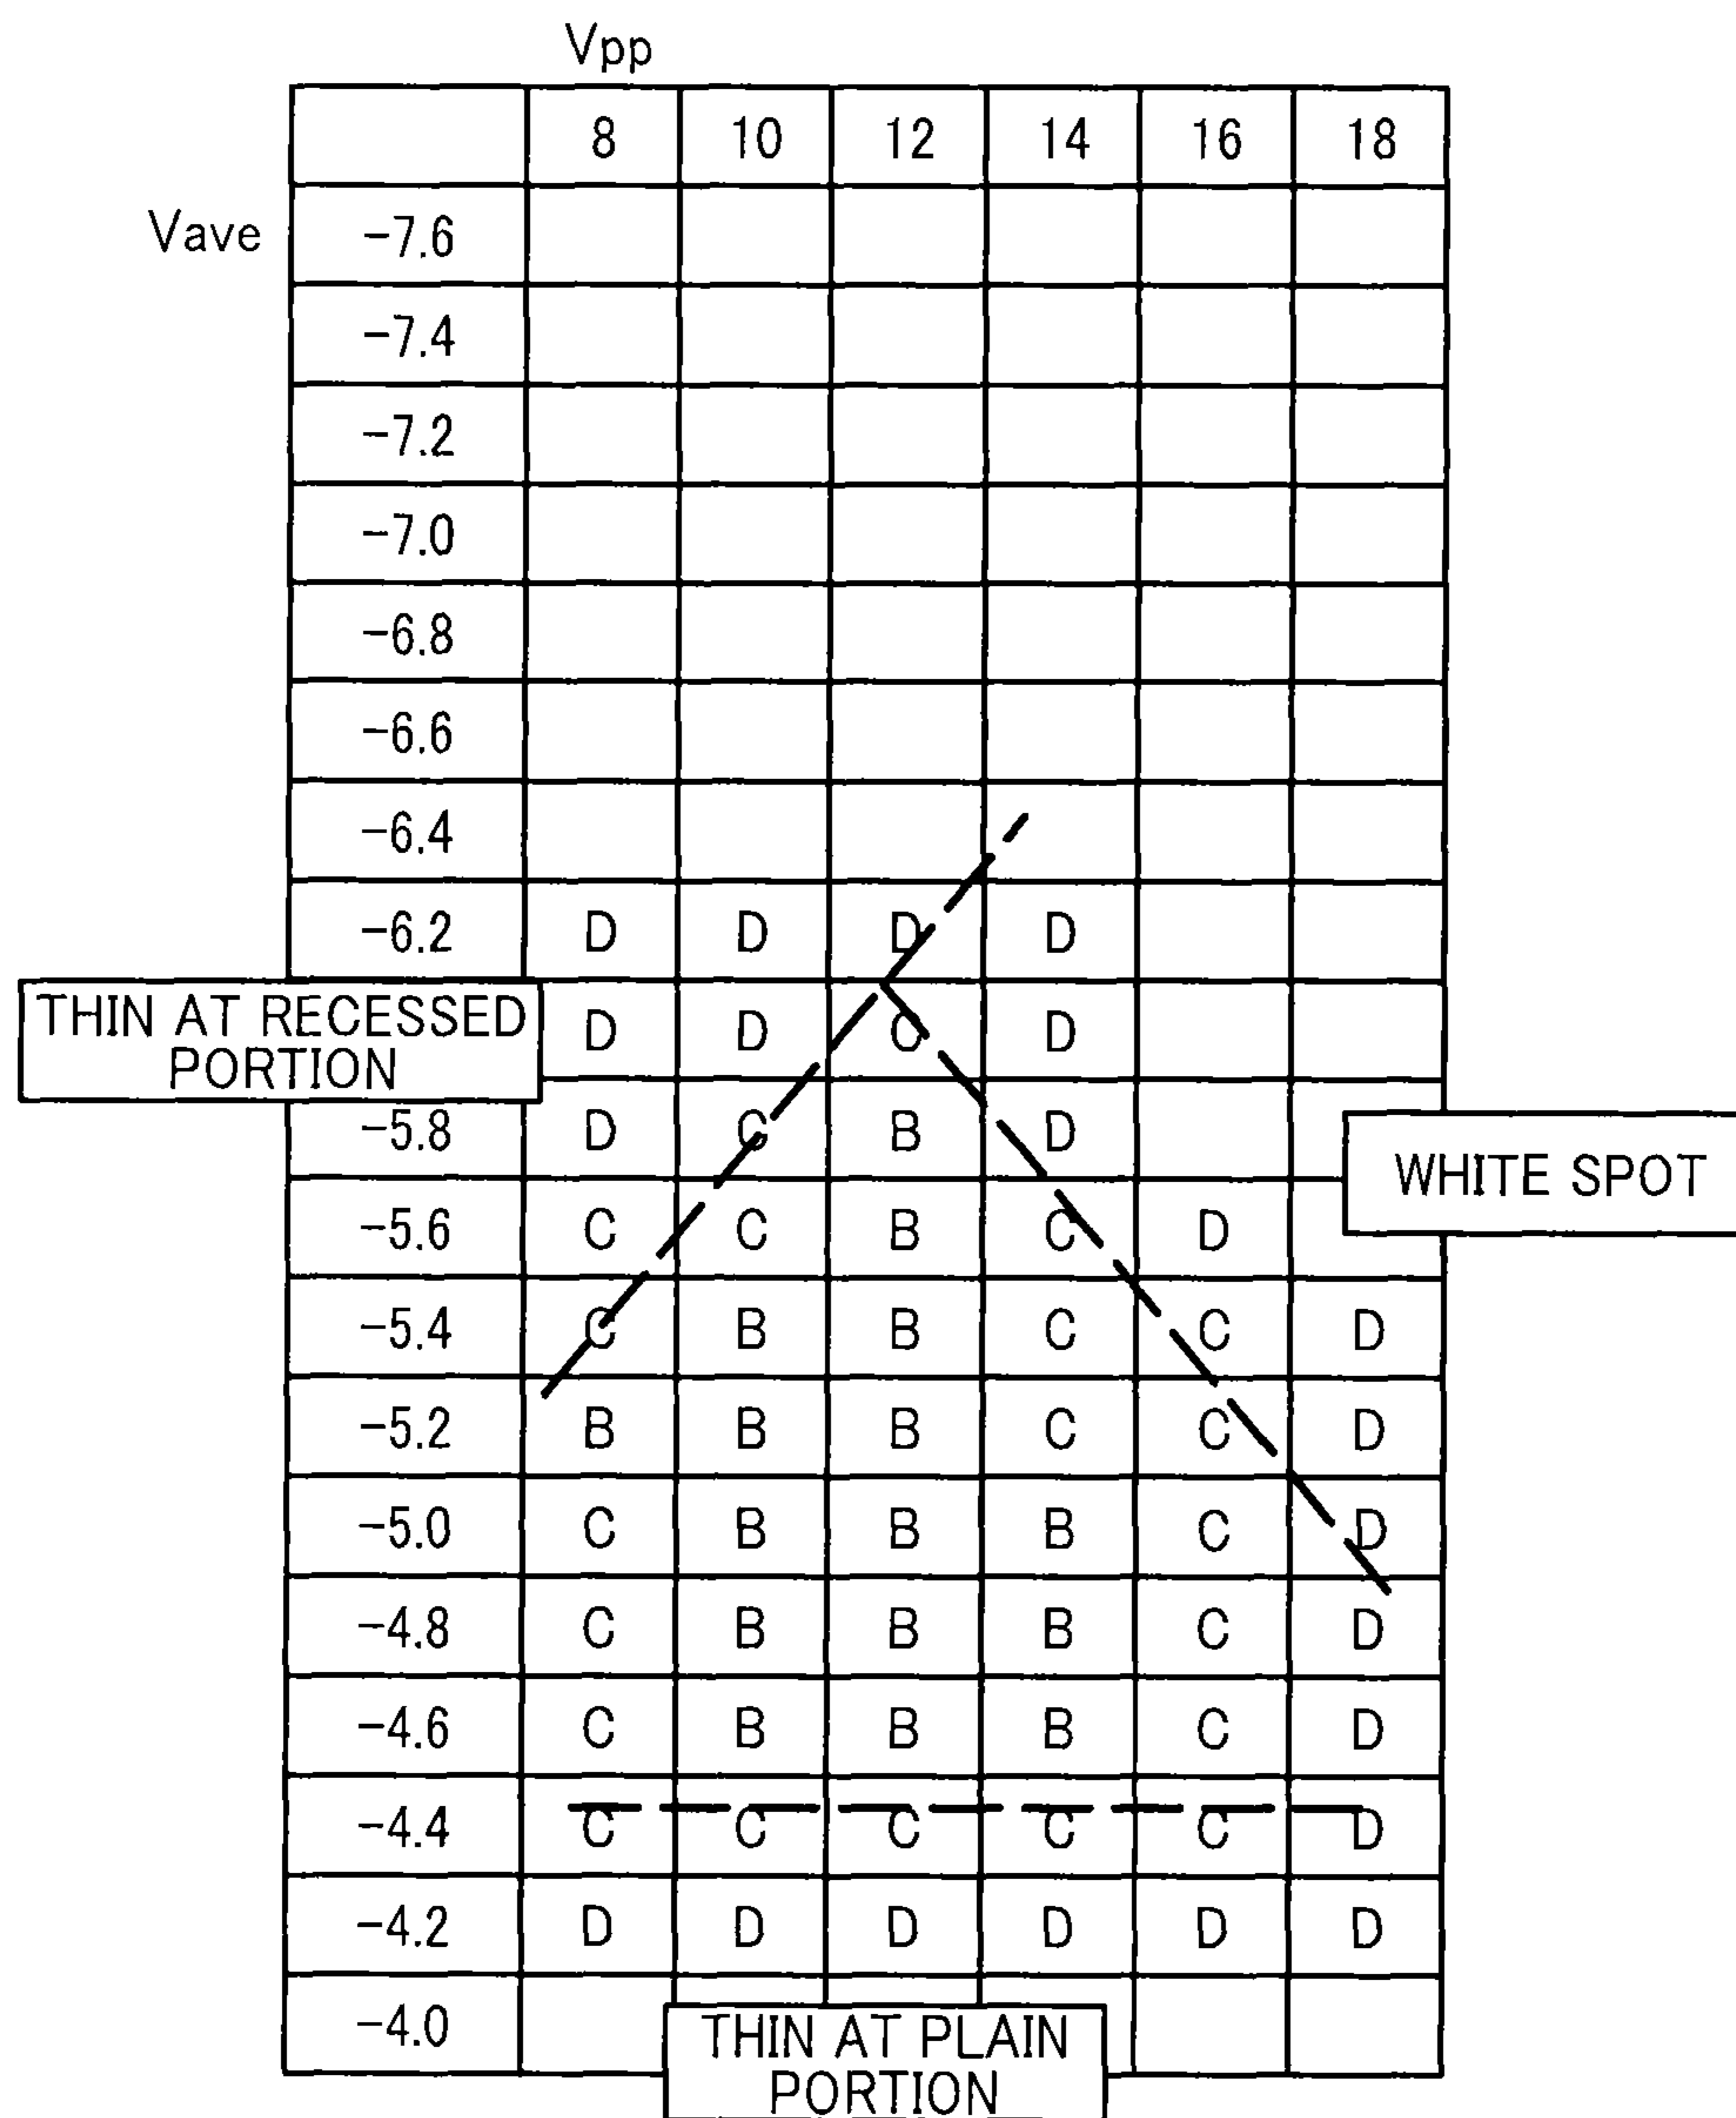 Vpp
8 10 12 14 16 18
Vave -7.6
-7.4
-7.2
-7.0
-6.8
-6.6
-6.4
-6.2 D D D D
THIN AT RECESSED
PORTION
D D C D
-5.8 D C B D
WHITE SPOT
-5.6 C C B C D
-5.4 C B B C C D
-5.2 B B B C C D
-5.0 C B B B C D
-4.8 C B B B C D
-4.6 C B B B C D
-4.4 C C C C C D
-4.2 D D D D D D
-4.0
THIN AT PLAIN
PORTION